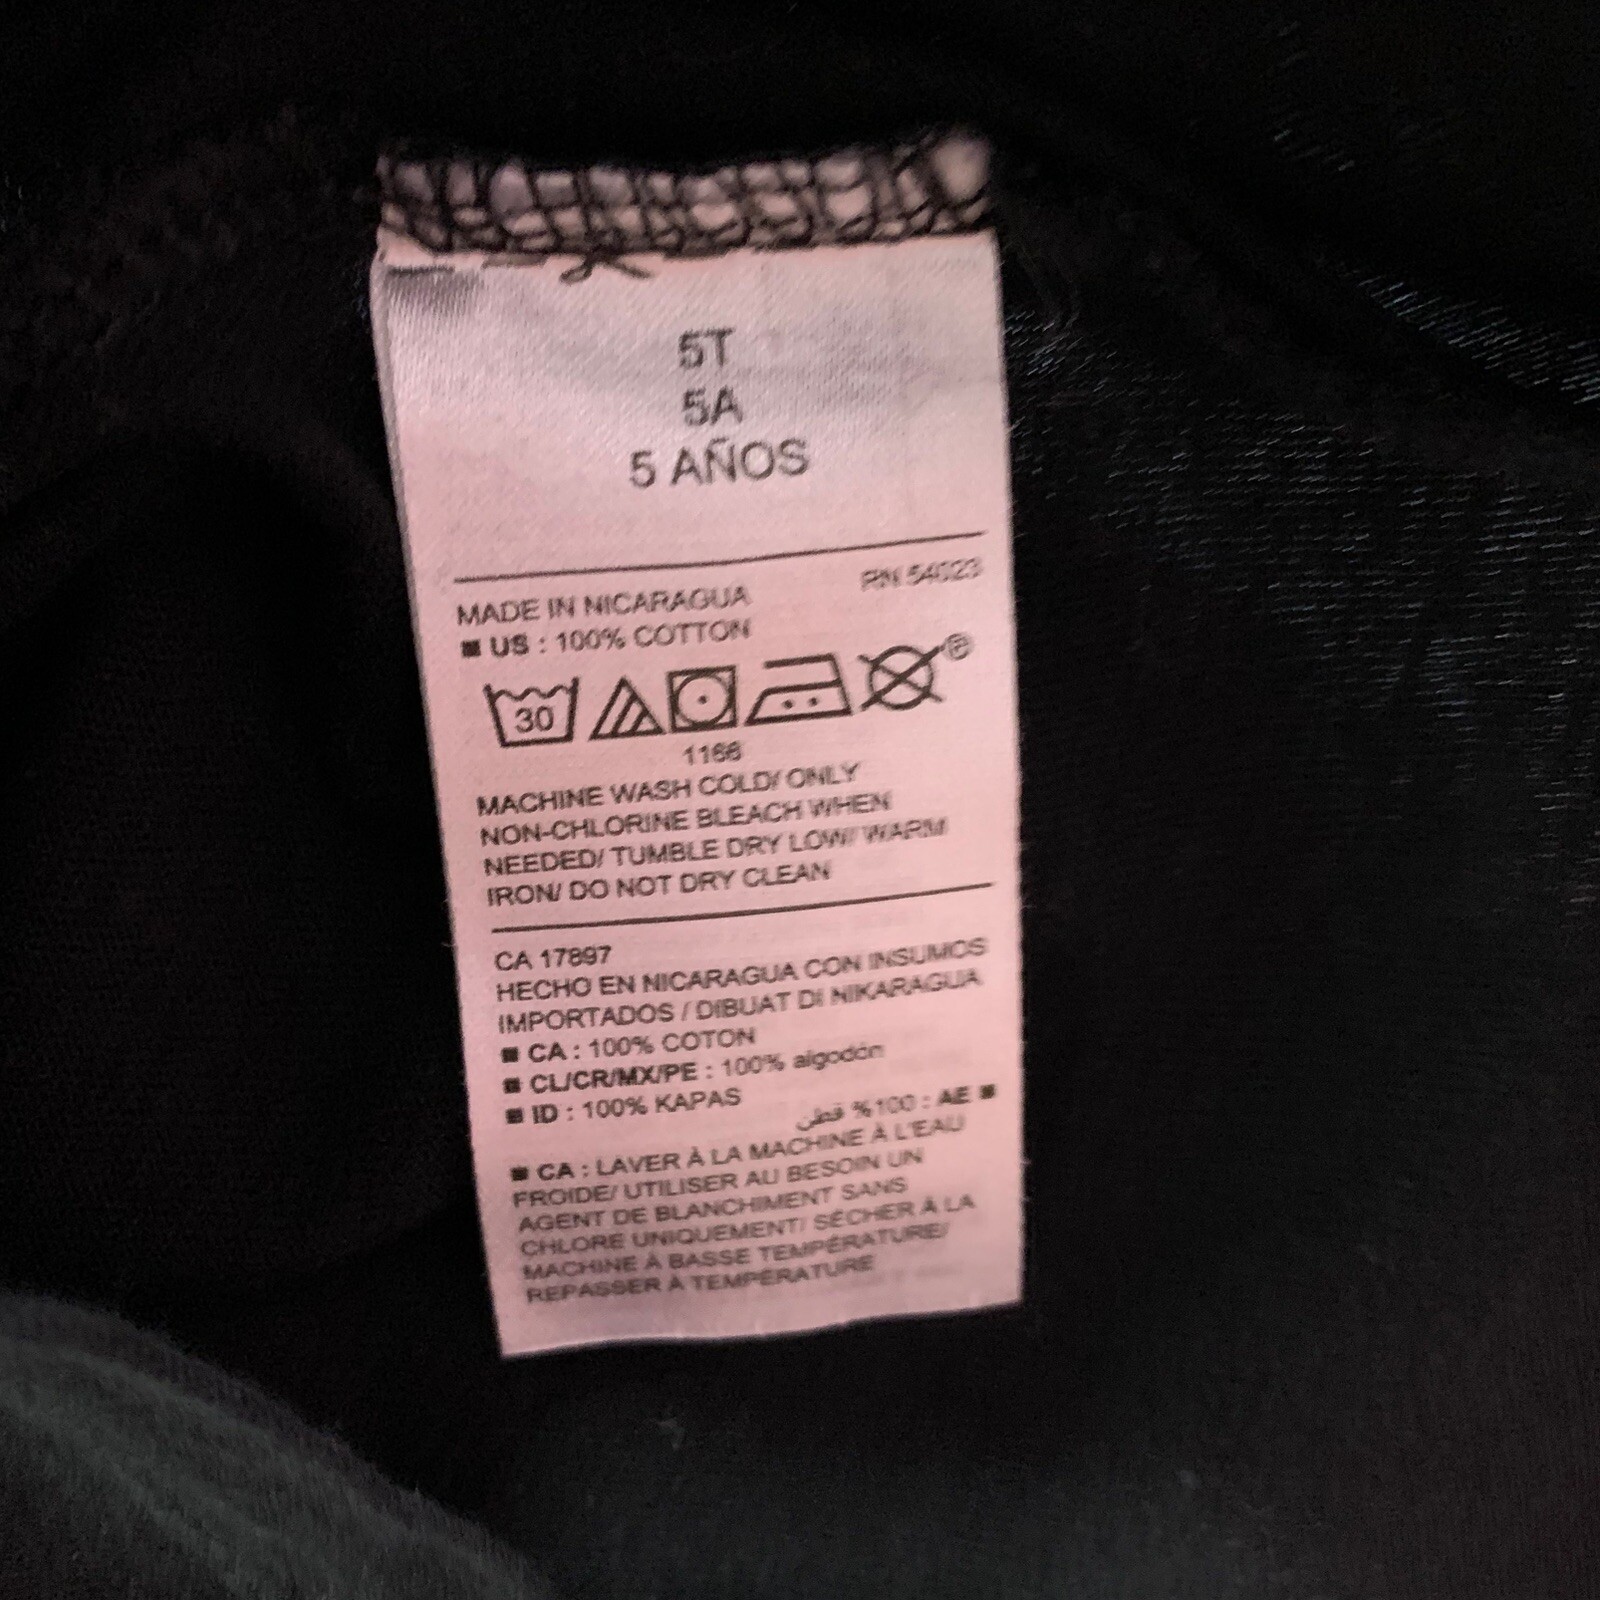 5T
5A
5 AÑOS
RN 54023
MADE IN NICARAGUA
■ US : 100% COTTON
30
P
1166
MACHINE WASH COLD/ ONLY
NON-CHLORINE BLEACH WHEN
NEEDED/ TUMBLE DRY LOW/ WARM
IRON/ DO NOT DRY CLEAN
CA 17897
HECHO EN NICARAGUA CON INSUMOS
IMPORTADOS / DIBUAT DI NIKARAGUA
■ CA : 100% COTON
■ CL/CR/MX/PE : 100% algodón
■ ID : 100% KAPAS
■ AE : 100% قطن
■ CA : LAVER À LA MACHINE À L'EAU
FROIDE/ UTILISER AU BESOIN UN
AGENT DE BLANCHIMENT SANS
CHLORE UNIQUEMENT/ SÉCHER À LA
MACHINE À BASSE TEMPÉRATURE/
REPASSER À TEMPÉRATURE